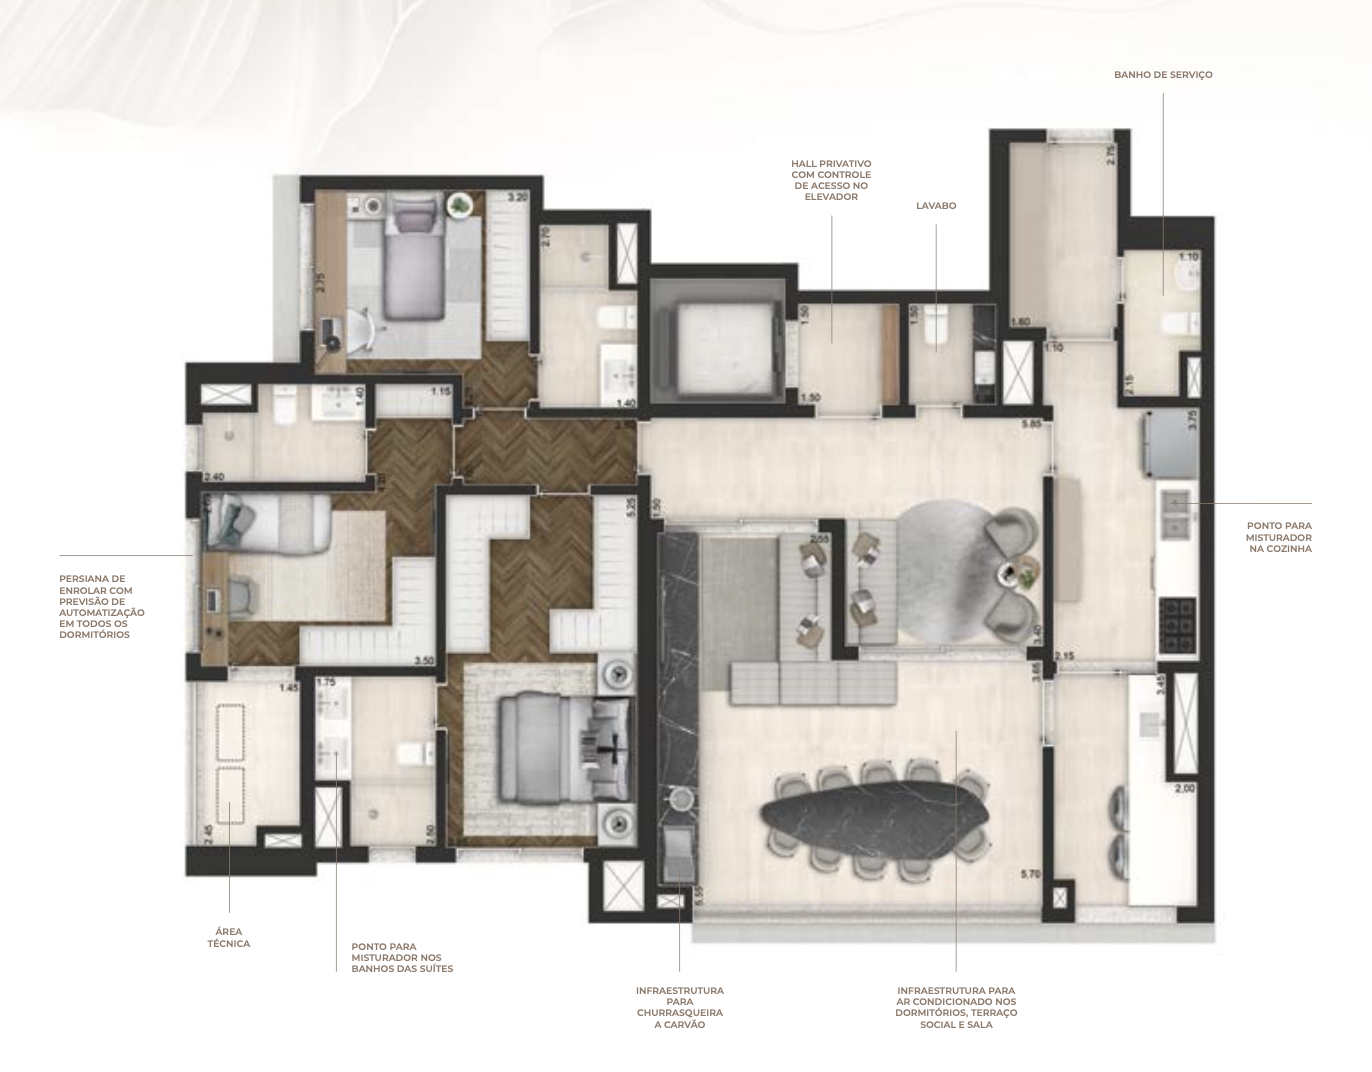 BANHO DE SERVIÇO
HALL PRIVATIVO
COM CONTROLE
DE ACESSO NO
ELEVADOR
LAVABO
2.75
3.20
2.70
2.75
1.10
1.50
1.50
1.60
1.10
2.15
1.50
1.40
1.15
1.40
3.75
5.85
2.40
5.25
1.50
PONTO PARA
MISTURADOR
NA COZINHA
2.55
PERSIANA DE
ENROLAR COM
PREVISÃO DE
AUTOMATIZAÇÃO
EM TODOS OS
DORMITÓRIOS
3.40
2.15
3.50
3.65
1.45
1.75
3.45
2.00
2.45
2.50
5.70
5.55
ÁREA
TÉCNICA
PONTO PARA
MISTURADOR NOS
BANHOS DAS SUÍTES
INFRAESTRUTURA
PARA
CHURRASQUEIRA
A CARVÃO
INFRAESTRUTURA PARA
AR CONDICIONADO NOS
DORMITÓRIOS, TERRAÇO
SOCIAL E SALA